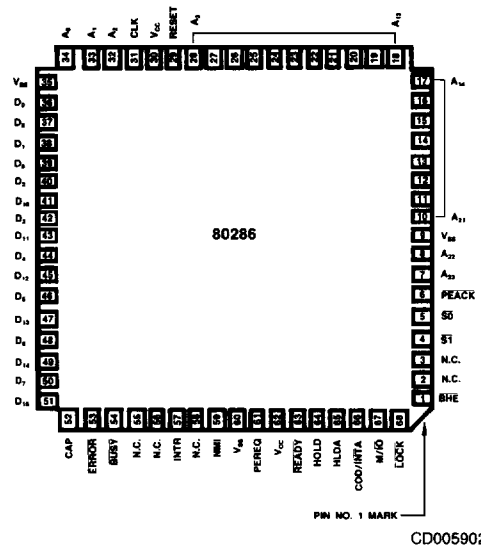 A₀ A₁ A₂ CLK V_CC RESET A₃ A₁₃
34 33 32 31 30 29 28 27 26 25 24 23 22 21 20 19 18
V_SS 35
D₀ 36
D₈ 37
D₁ 38
D₉ 39
D₂ 40
D₁₀ 41
D₃ 42
D₁₁ 43
D₄ 44
D₁₂ 45
D₅ 46
D₁₃ 47
D₆ 48
D₁₄ 49
D₇ 50
D₁₅ 51
80286
17 A₁₄
16
15
14
13
12
11
10 A₂₁
9 V_SS
8 A₂₂
7 A₂₃
6 PEACK
5 S0
4 S1
3 N.C.
2 N.C.
1 BHE
52 53 54 55 56 57 58 59 60 61 62 63 64 65 66 67 68
CAP ERROR BUSY N.C. N.C. INTR N.C. NMI V_SS PEREQ V_CC READY HOLD HLDA COD/INTA M/IO LOCK
PIN NO. 1 MARK
CD005902